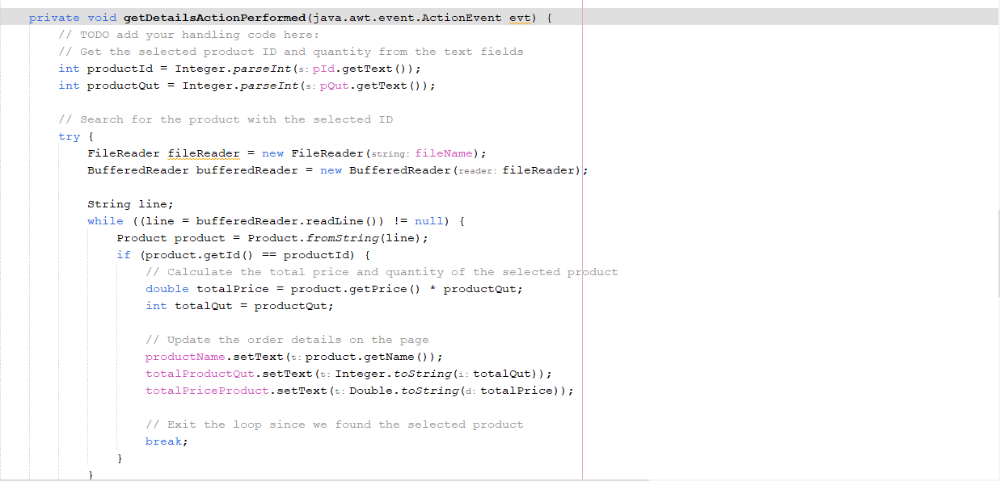 private void getDetailsActionPerformed(java.awt.event.ActionEvent evt) {
// TODO add your handling code here:
// Get the selected product ID and quantity from the text fields
int productId = Integer.parseInt(s: pId.getText());
int productQut = Integer.parseInt(s: pQut.getText());
// Search for the product with the selected ID
try {
FileReader fileReader = new FileReader(string: fileName);
BufferedReader bufferedReader = new BufferedReader(reader: fileReader);
String line;
while ((line = bufferedReader.readLine()) != null) {
Product product = Product.fromString(line);
if (product.getId() == productId) {
// Calculate the total price and quantity of the selected product
double totalPrice = product.getPrice() * productQut;
int totalQut = productQut;
// Update the order details on the page
productName.setText(t: product.getName());
totalProductQut.setText(t: Integer.toString(i: totalQut));
totalPriceProduct.setText(t: Double.toString(d: totalPrice));
// Exit the loop since we found the selected product
break;
}
}